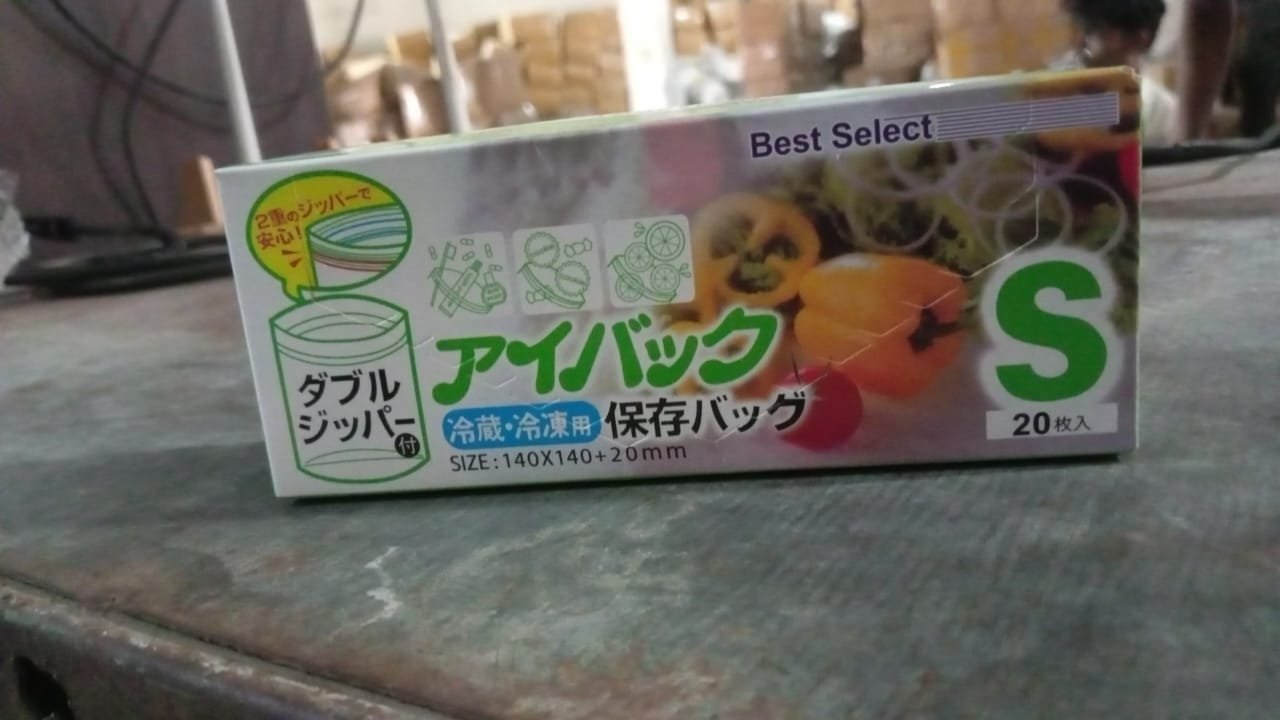 Best Select
2重のジッパーで
安心!
アイバック
S
ダブル
ジッパー付
冷蔵・冷凍用 保存バッグ
20枚入
SIZE:140X140+20mm